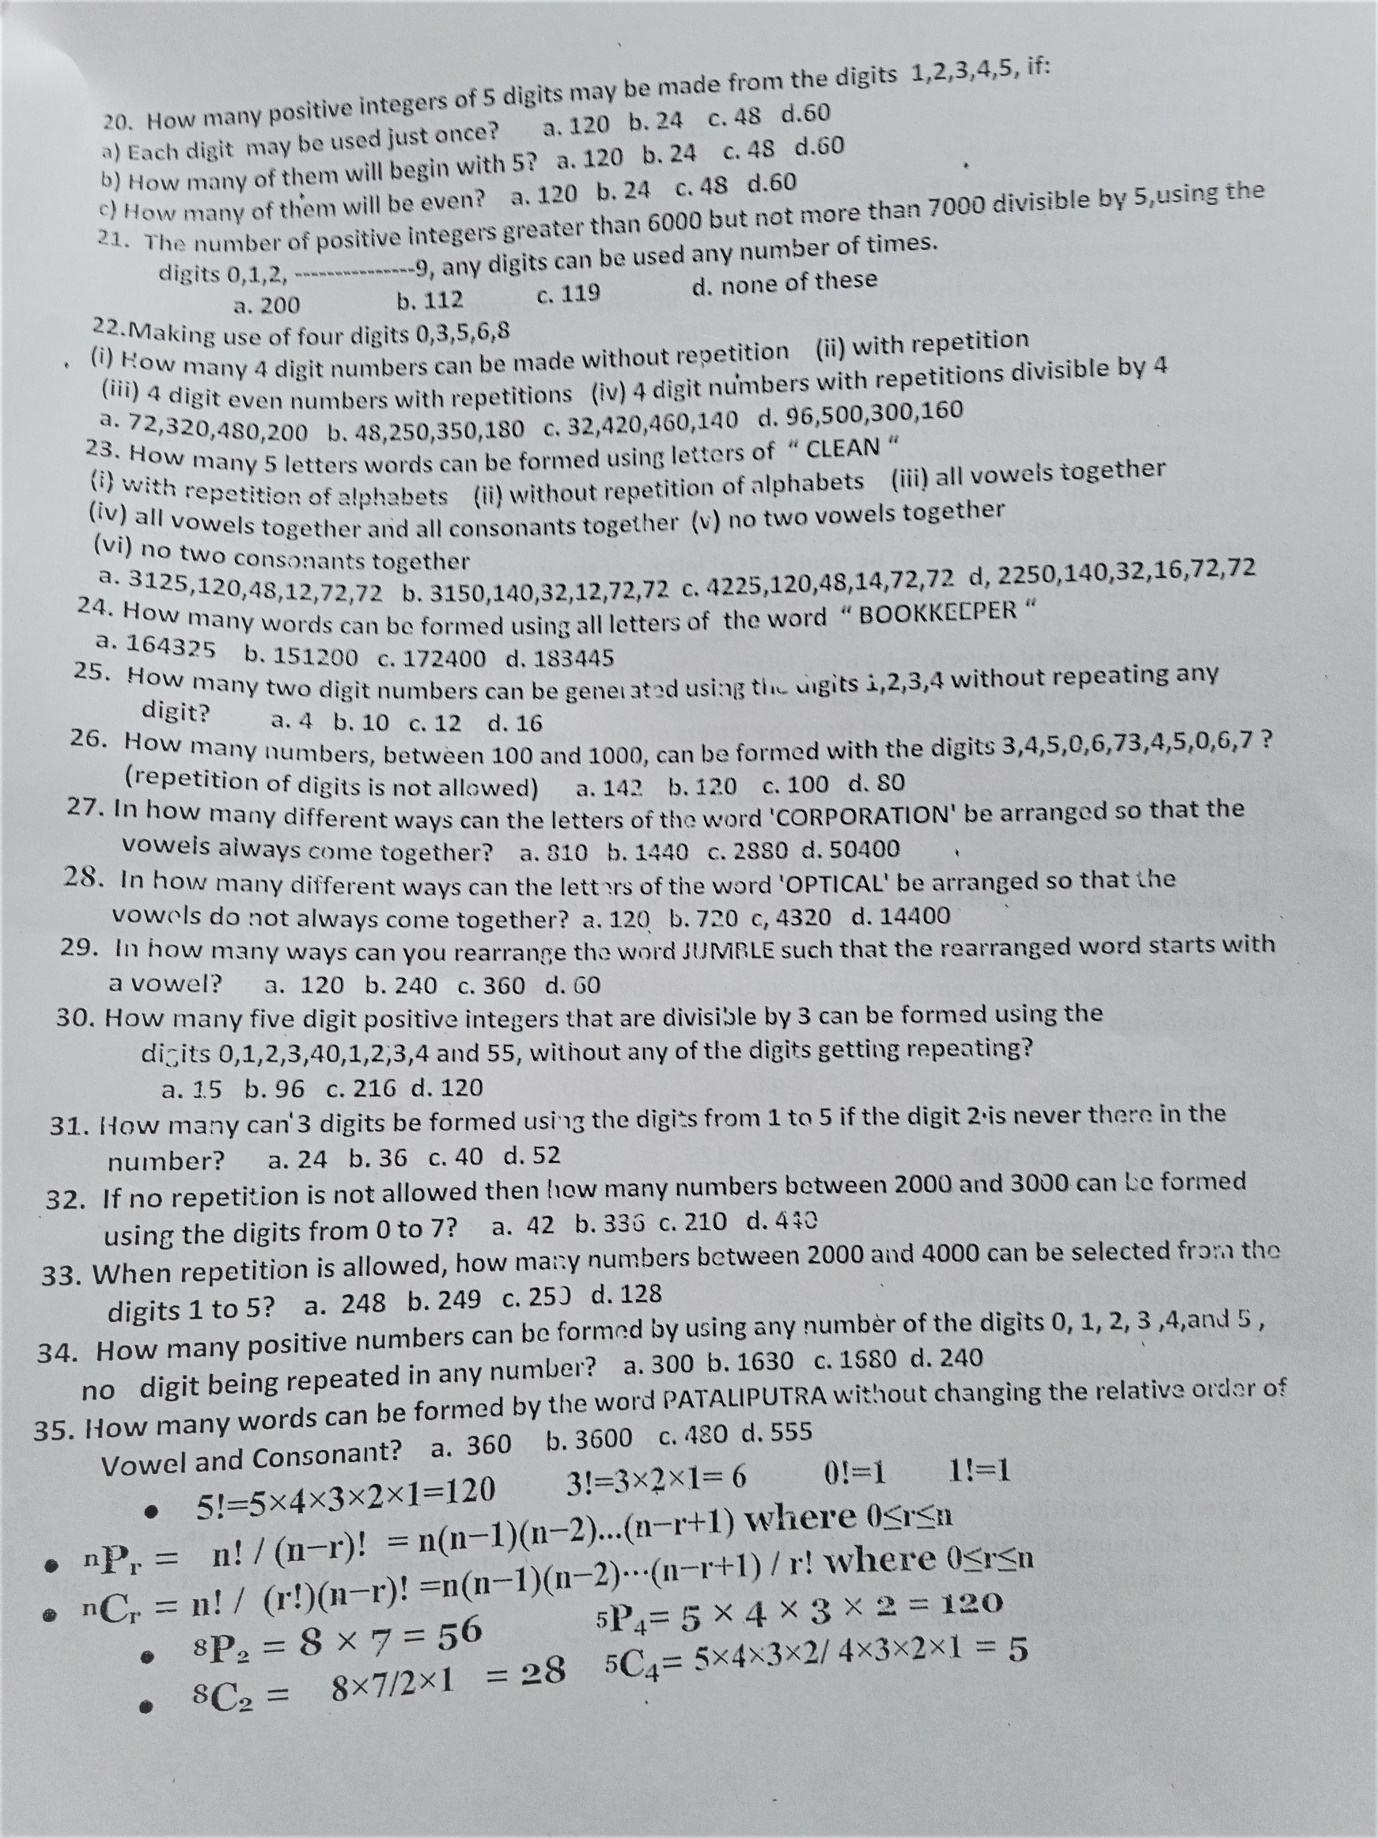 20. How many positive integers of 5 digits may be made from the digits 1,2,3,4,5, if:
a) Each digit may be used just once? a. 120 b. 24 c. 48 d.60
b) How many of them will begin with 5? a. 120 b. 24 c. 48 d.60
c) How many of them will be even? a. 120 b. 24 c. 48 d.60
21. The number of positive integers greater than 6000 but not more than 7000 divisible by 5,using the
digits 0,1,2, ---------------9, any digits can be used any number of times.
a. 200 b. 112 c. 119 d. none of these
22.Making use of four digits 0,3,5,6,8
(i) How many 4 digit numbers can be made without repetition (ii) with repetition
(iii) 4 digit even numbers with repetitions (iv) 4 digit numbers with repetitions divisible by 4
a. 72,320,480,200 b. 48,250,350,180 c. 32,420,460,140 d. 96,500,300,160
23. How many 5 letters words can be formed using letters of “ CLEAN “
(i) with repetition of alphabets (ii) without repetition of alphabets (iii) all vowels together
(iv) all vowels together and all consonants together (v) no two vowels together
(vi) no two consonants together
a. 3125,120,48,12,72,72 b. 3150,140,32,12,72,72 c. 4225,120,48,14,72,72 d, 2250,140,32,16,72,72
24. How many words can be formed using all letters of the word “ BOOKKEEPER “
a. 164325 b. 151200 c. 172400 d. 183445
25. How many two digit numbers can be generated using the digits 1,2,3,4 without repeating any
digit? a. 4 b. 10 c. 12 d. 16
26. How many numbers, between 100 and 1000, can be formed with the digits 3,4,5,0,6,73,4,5,0,6,7 ?
(repetition of digits is not allowed) a. 142 b. 120 c. 100 d. 80
27. In how many different ways can the letters of the word 'CORPORATION' be arranged so that the
vowels always come together? a. 810 b. 1440 c. 2880 d. 50400
28. In how many different ways can the letters of the word 'OPTICAL' be arranged so that the
vowels do not always come together? a. 120 b. 720 c, 4320 d. 14400
29. In how many ways can you rearrange the word JUMBLE such that the rearranged word starts with
a vowel? a. 120 b. 240 c. 360 d. 60
30. How many five digit positive integers that are divisible by 3 can be formed using the
digits 0,1,2,3,40,1,2,3,4 and 55, without any of the digits getting repeating?
a. 15 b. 96 c. 216 d. 120
31. How many can'3 digits be formed using the digits from 1 to 5 if the digit 2 is never there in the
number? a. 24 b. 36 c. 40 d. 52
32. If no repetition is not allowed then how many numbers between 2000 and 3000 can be formed
using the digits from 0 to 7? a. 42 b. 336 c. 210 d. 440
33. When repetition is allowed, how many numbers between 2000 and 4000 can be selected from the
digits 1 to 5? a. 248 b. 249 c. 250 d. 128
34. How many positive numbers can be formed by using any number of the digits 0, 1, 2, 3 ,4,and 5 ,
no digit being repeated in any number? a. 300 b. 1630 c. 1680 d. 240
35. How many words can be formed by the word PATALIPUTRA without changing the relative order of
Vowel and Consonant? a. 360 b. 3600 c. 480 d. 555
• 5!=5×4×3×2×1=120 3!=3×2×1= 6 0!=1 1!=1
• nPr = n! / (n−r)! = n(n−1)(n−2)...(n−r+1) where 0≤r≤n
• nCr = n! / (r!)(n−r)! =n(n−1)(n−2)⋯(n−r+1) / r! where 0≤r≤n
• 8P2 = 8 × 7 = 56 5P4= 5 × 4 × 3 × 2 = 120
• 8C2 = 8×7/2×1 = 28 5C4= 5×4×3×2/ 4×3×2×1 = 5